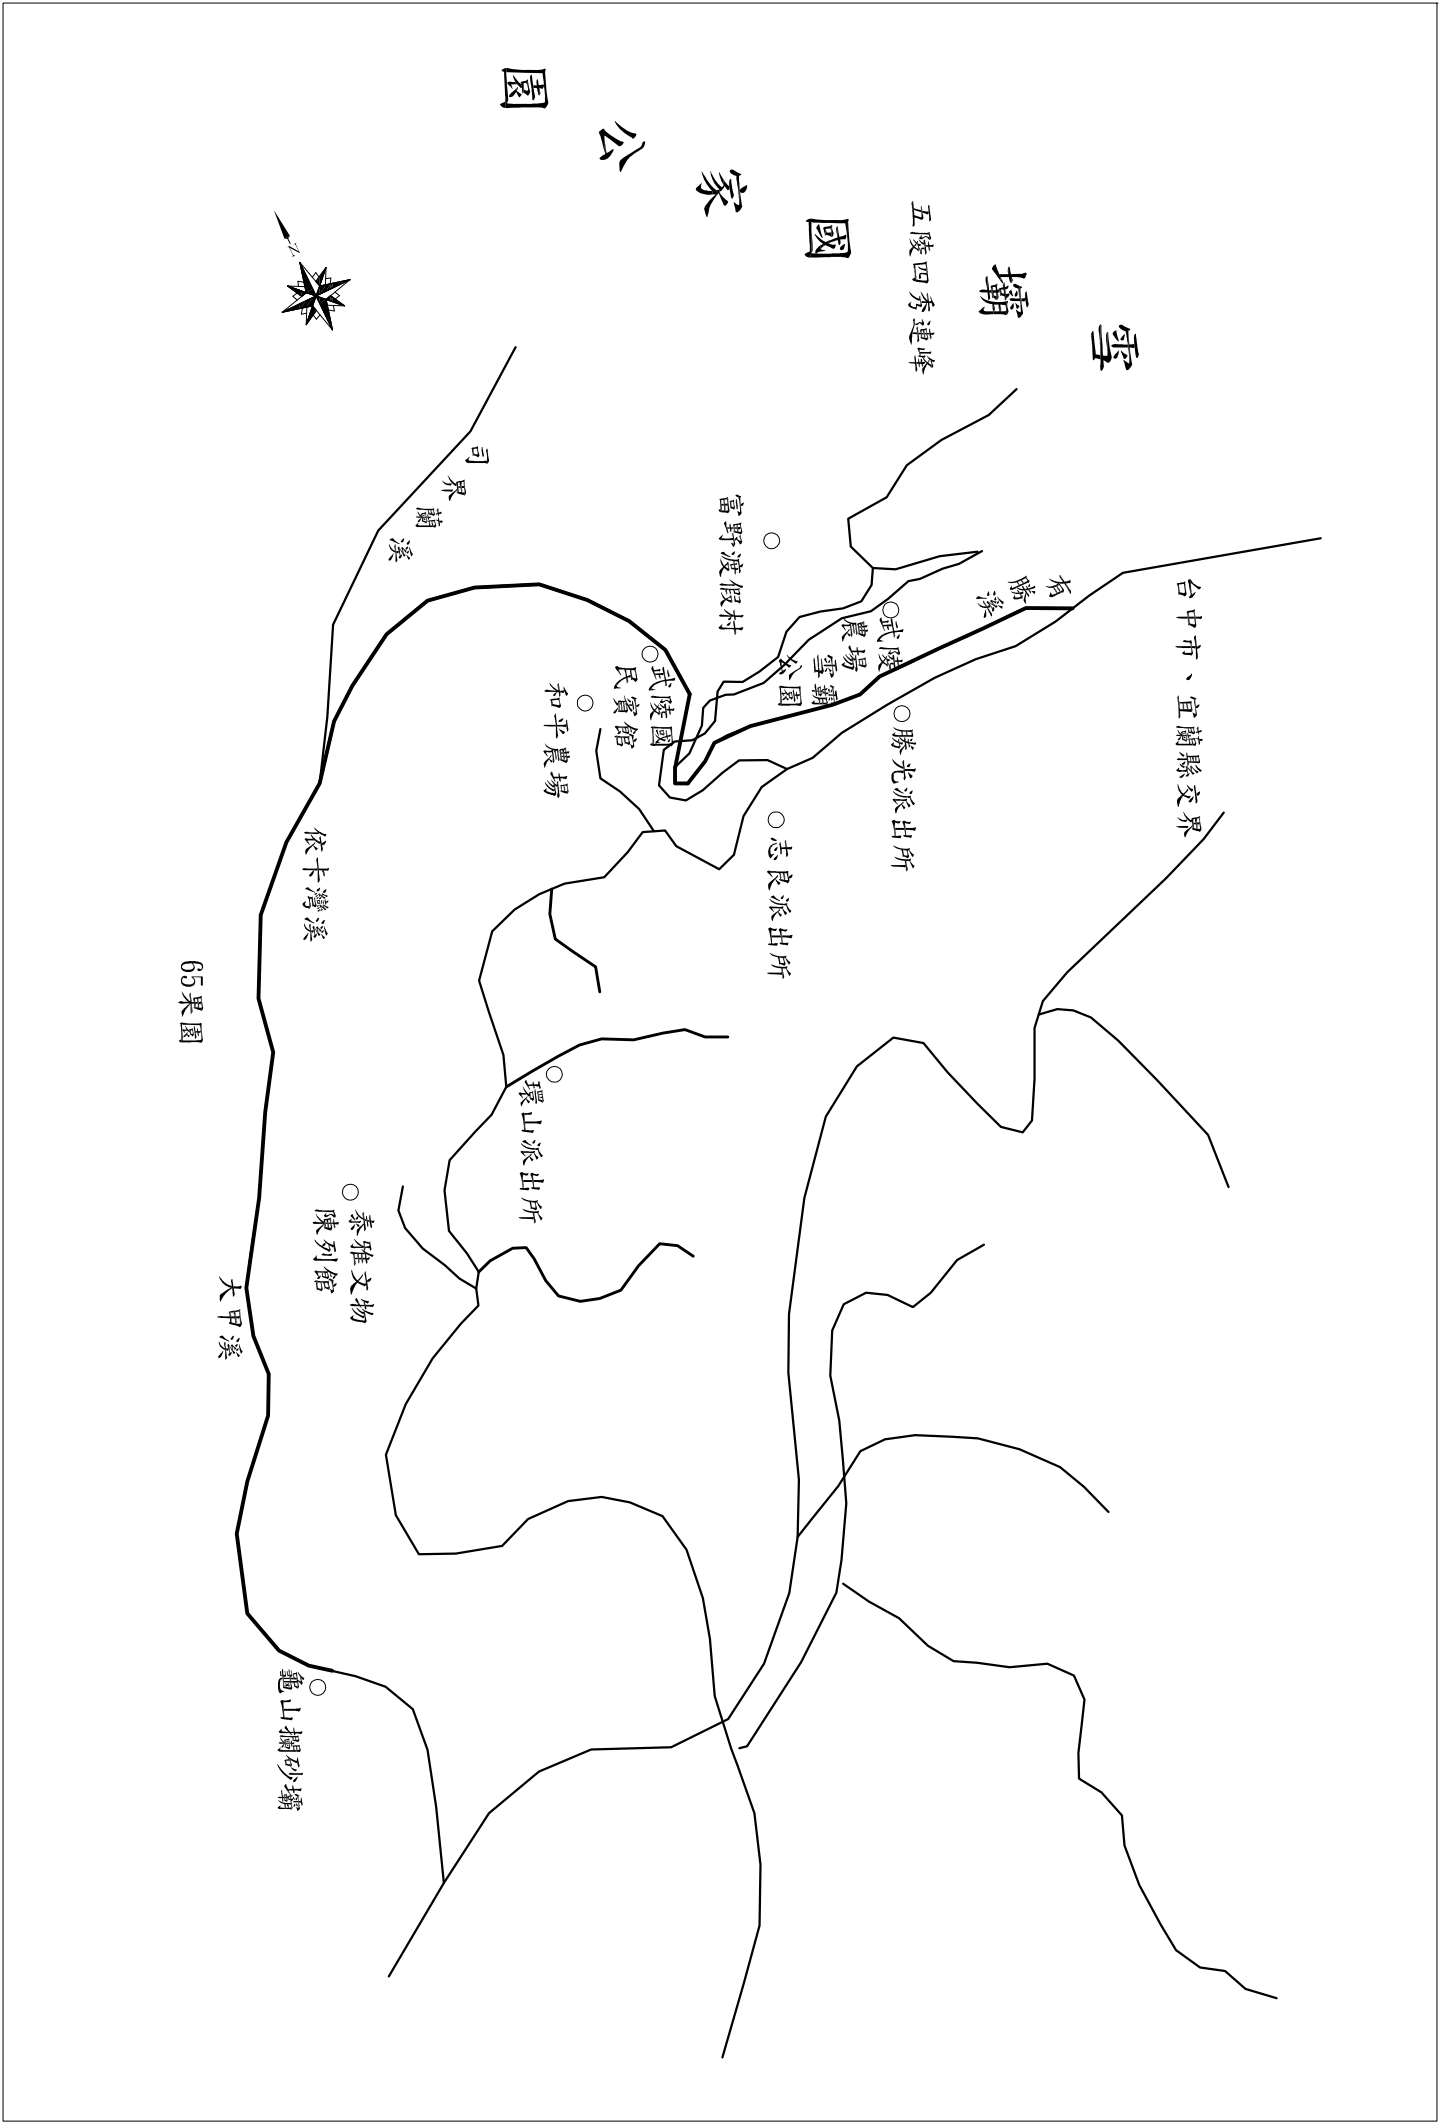 雪壩國家公園
五陵四秀連峰
台中市、宜蘭縣交界
有勝溪
司界蘭溪
富野渡假村
武陵
農場
雪霸
公園
勝光派出所
武陵國
民賓館
和平農場
志良派出所
依卡灣溪
65果園
環山派出所
泰雅文物
陳列館
大甲溪
龜山攔砂壩
N